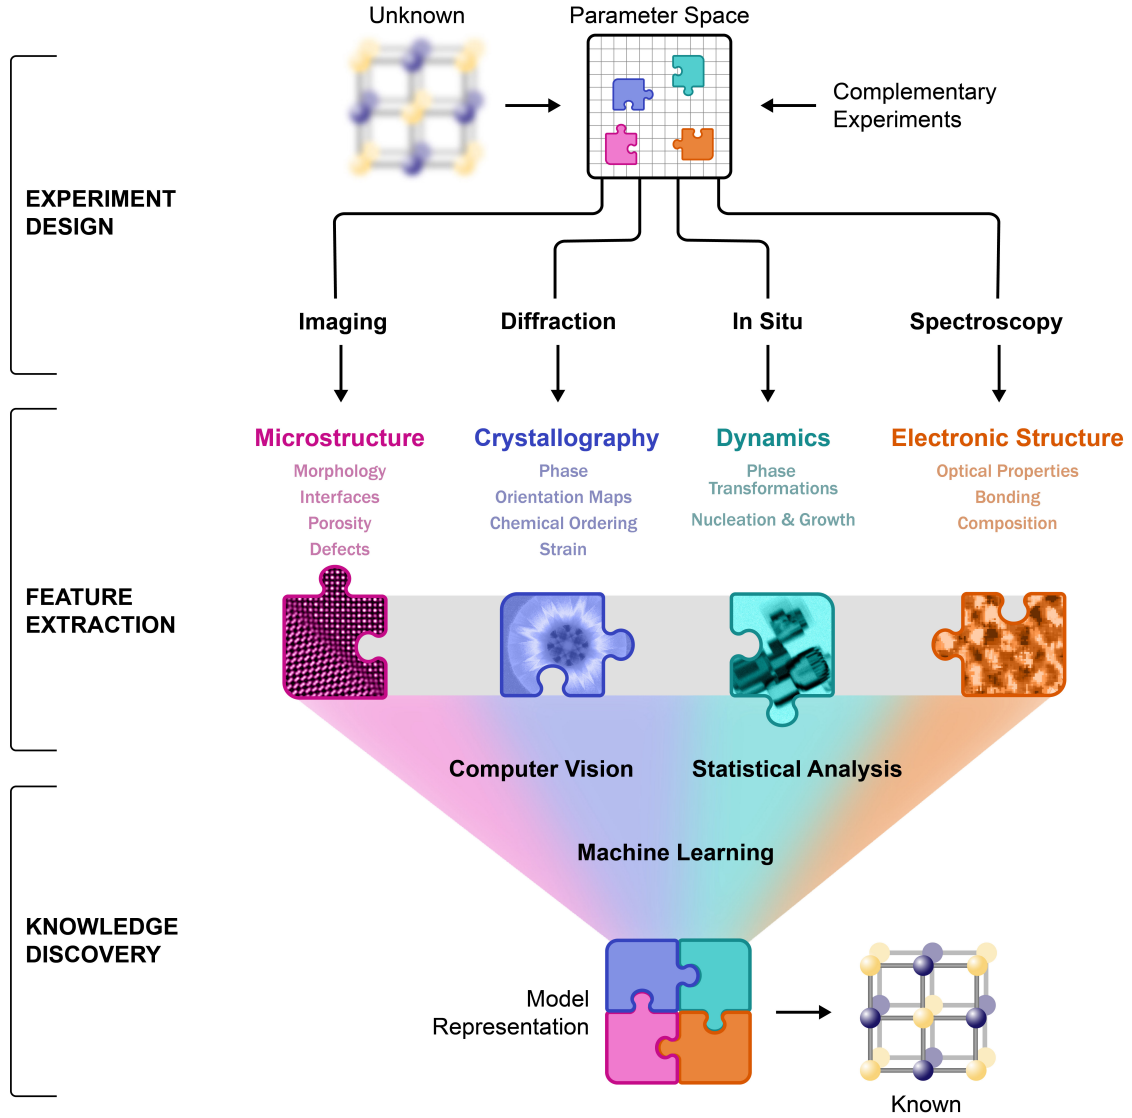 Unknown
Parameter Space
Complementary
Experiments
EXPERIMENT
DESIGN
Imaging
Diffraction
In Situ
Spectroscopy
Microstructure
Morphology
Interfaces
Porosity
Defects
Crystallography
Phase
Orientation Maps
Chemical Ordering
Strain
Dynamics
Phase
Transformations
Nucleation & Growth
Electronic Structure
Optical Properties
Bonding
Composition
FEATURE
EXTRACTION
Computer Vision
Statistical Analysis
Machine Learning
KNOWLEDGE
DISCOVERY
Model
Representation
Known